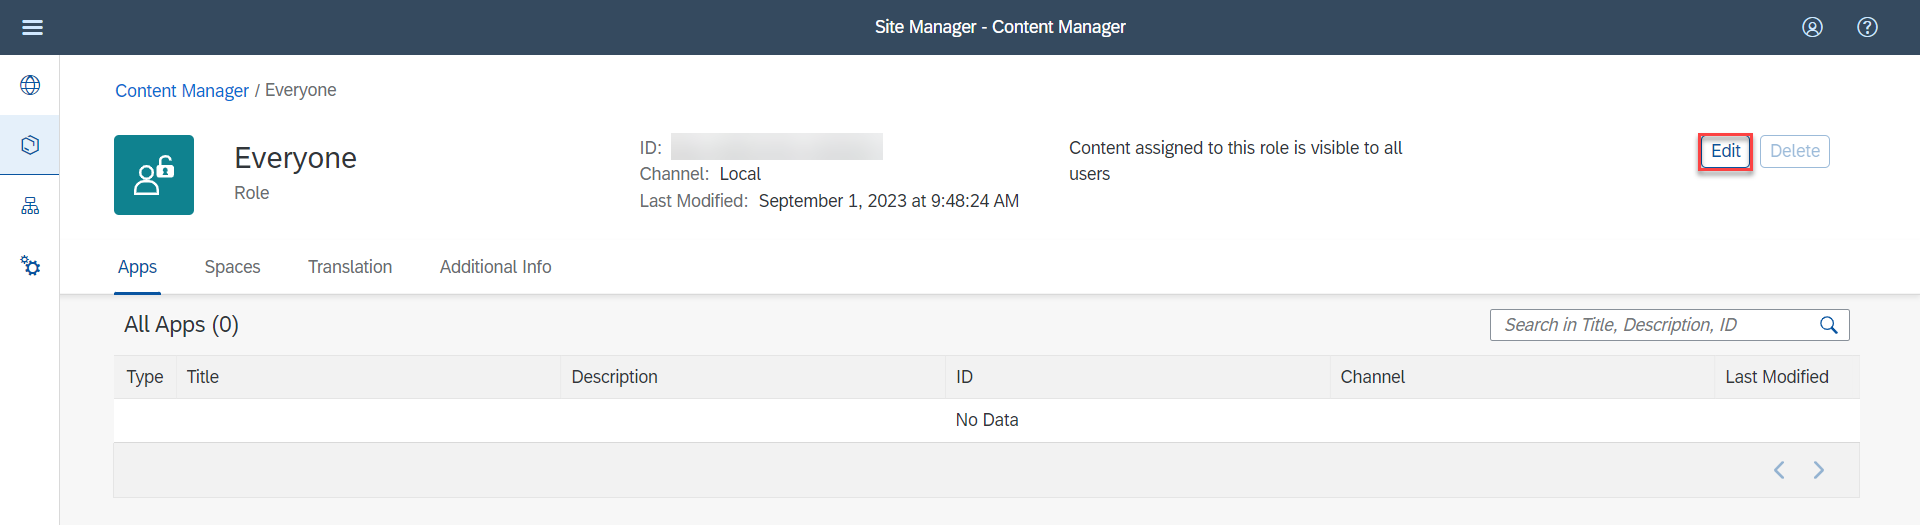 Site Manager - Content Manager
Content Manager / Everyone
Everyone
Role
ID:
Channel: Local
Last Modified: September 1, 2023 at 9:48:24 AM
Content assigned to this role is visible to all
users
Edit
Delete
Apps Spaces Translation Additional Info
All Apps (0)
Search in Title, Description, ID
Type Title Description ID Channel Last Modified
No Data